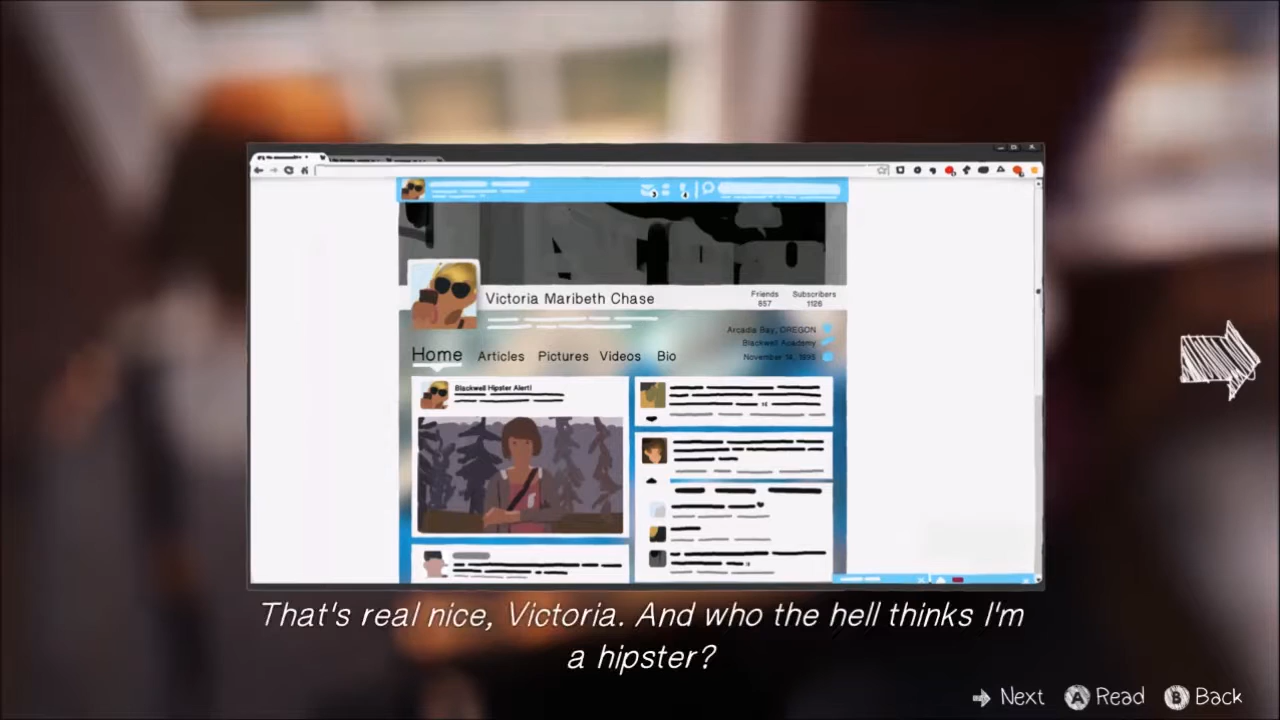 Victoria Maribeth Chase
Friends
857
Subscribers
1126
Arcadia Bay, OREGON
Blackwell Academy
November 14, 1995
Home
Articles
Pictures
Videos
Bio
Blackwell Hipster Alert!
That's real nice, Victoria. And who the hell thinks I'm
a hipster?
Next
A Read
B Back